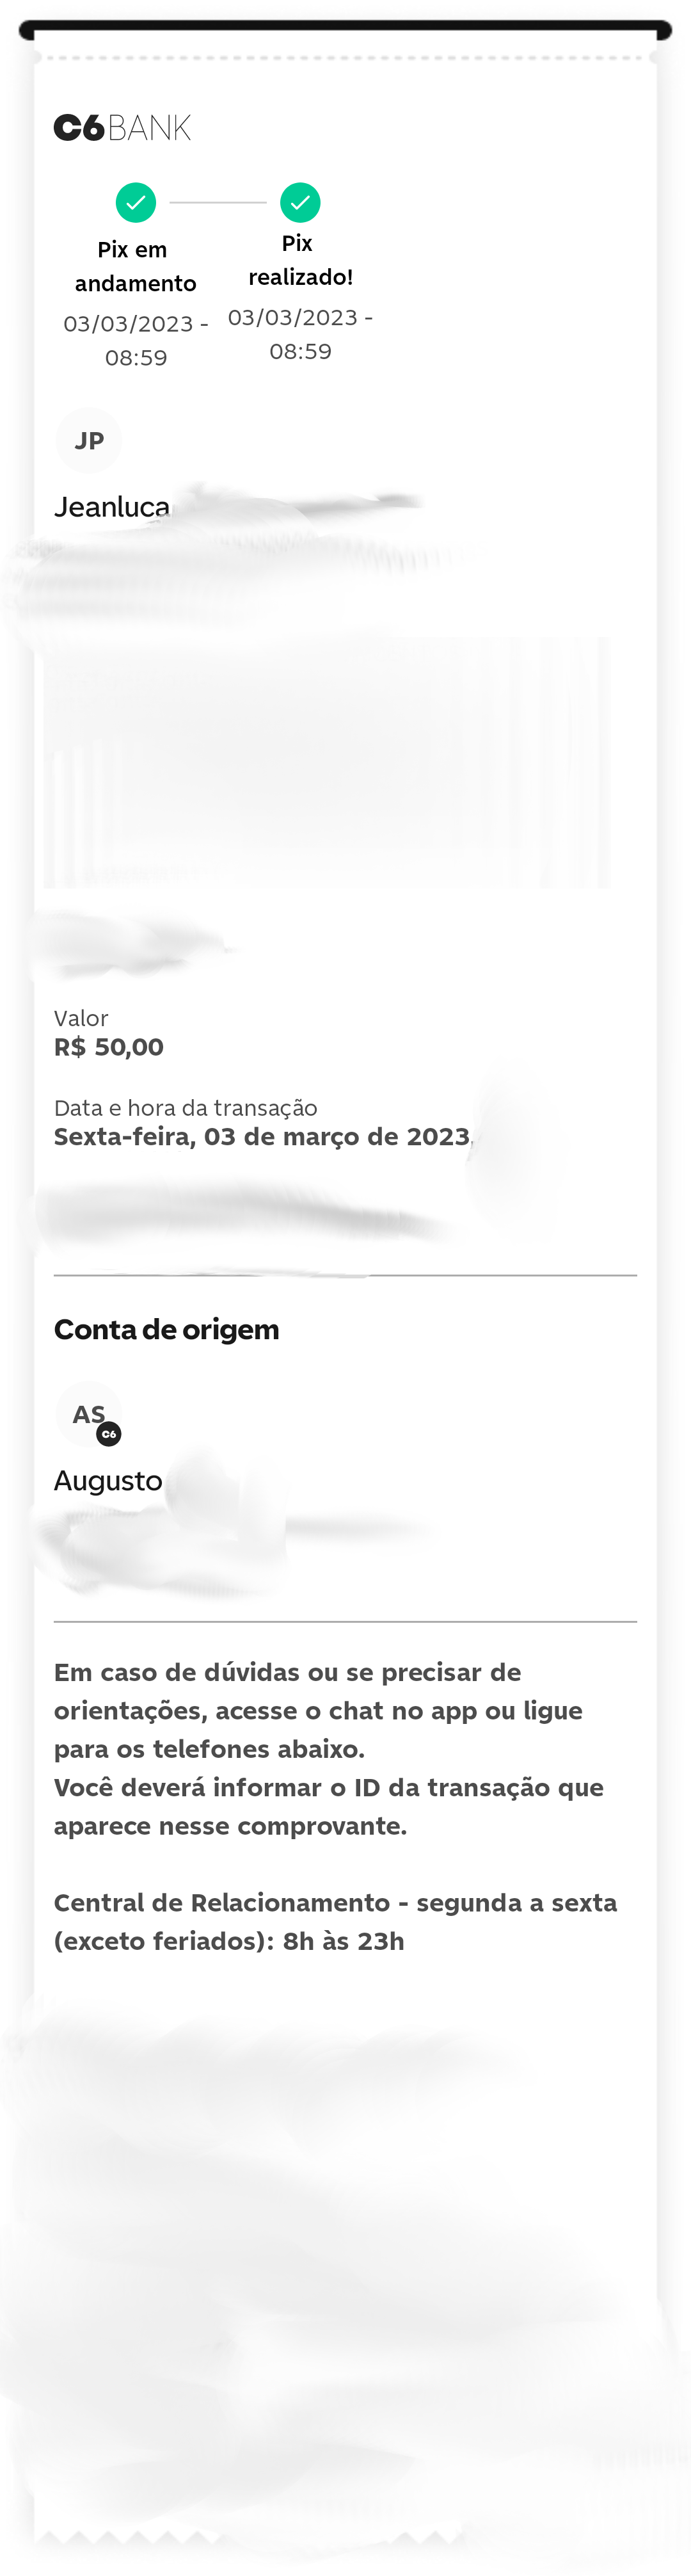 C6BANK
Pix em
andamento
03/03/2023 -
08:59
Pix
realizado!
03/03/2023 -
08:59
JP
Jeanluca
Valor
R$ 50,00
Data e hora da transação
Sexta-feira, 03 de março de 2023,
Conta de origem
AS
C6
Augusto
Em caso de dúvidas ou se precisar de
orientações, acesse o chat no app ou ligue
para os telefones abaixo.
Você deverá informar o ID da transação que
aparece nesse comprovante.
Central de Relacionamento - segunda a sexta
(exceto feriados): 8h às 23h